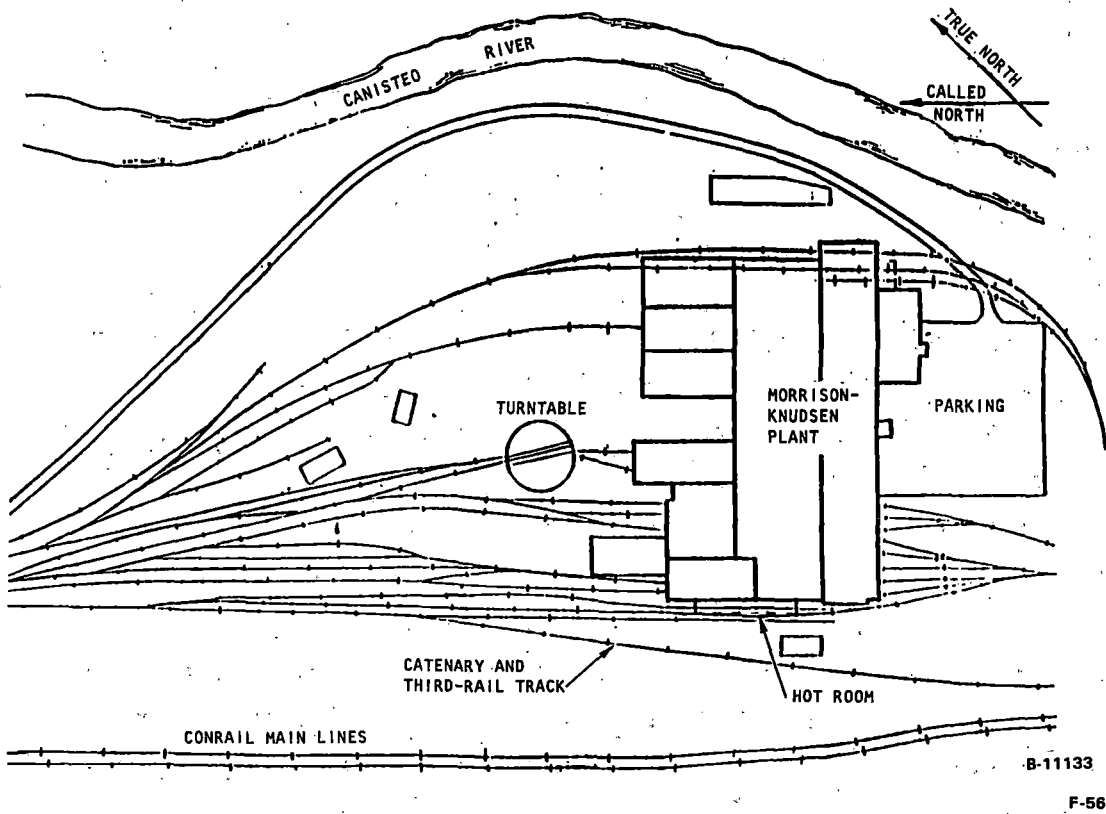 TRUE NORTH
RIVER
CANISTEO
CALLED
NORTH
MORRISON-
KNUDSEN
PLANT
PARKING
TURNTABLE
CATENARY AND
THIRD-RAIL TRACK
HOT ROOM
CONRAIL MAIN LINES
B-11133
F-56